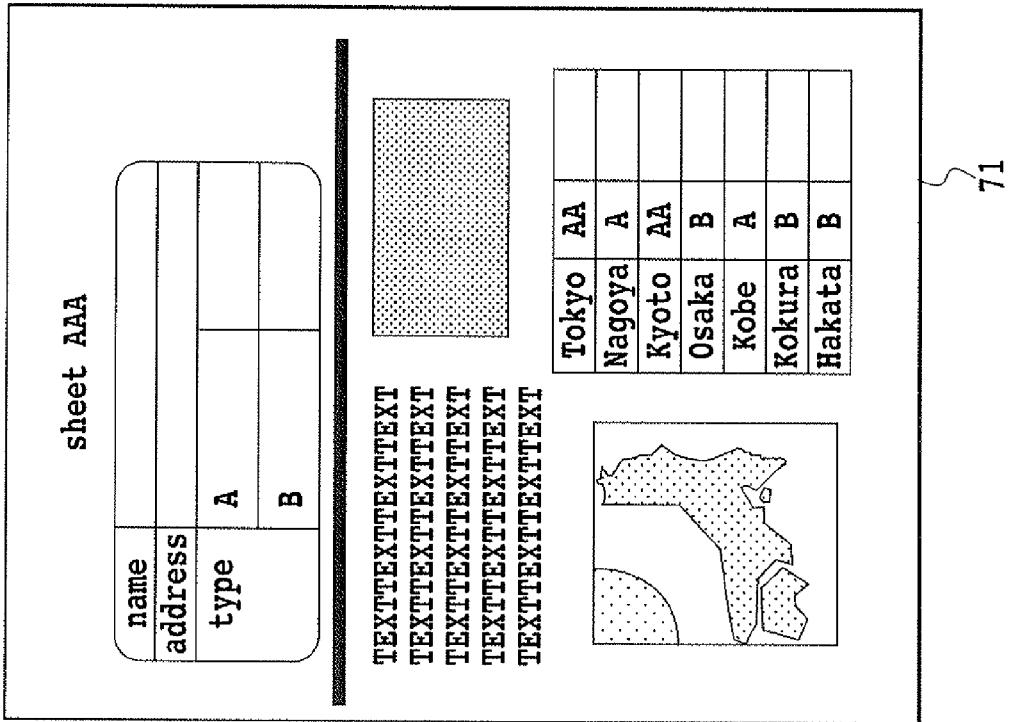 sheet AAA
name
address
type
A
B
TEXTTEXTTEXTTEXT
TEXTTEXTTEXTTEXT
TEXTTEXTTEXTTEXT
TEXTTEXTTEXTTEXT
TEXTTEXTTEXTTEXT
Tokyo AA
Nagoya A
Kyoto AA
Osaka B
Kobe A
Kokura B
Hakata B
71